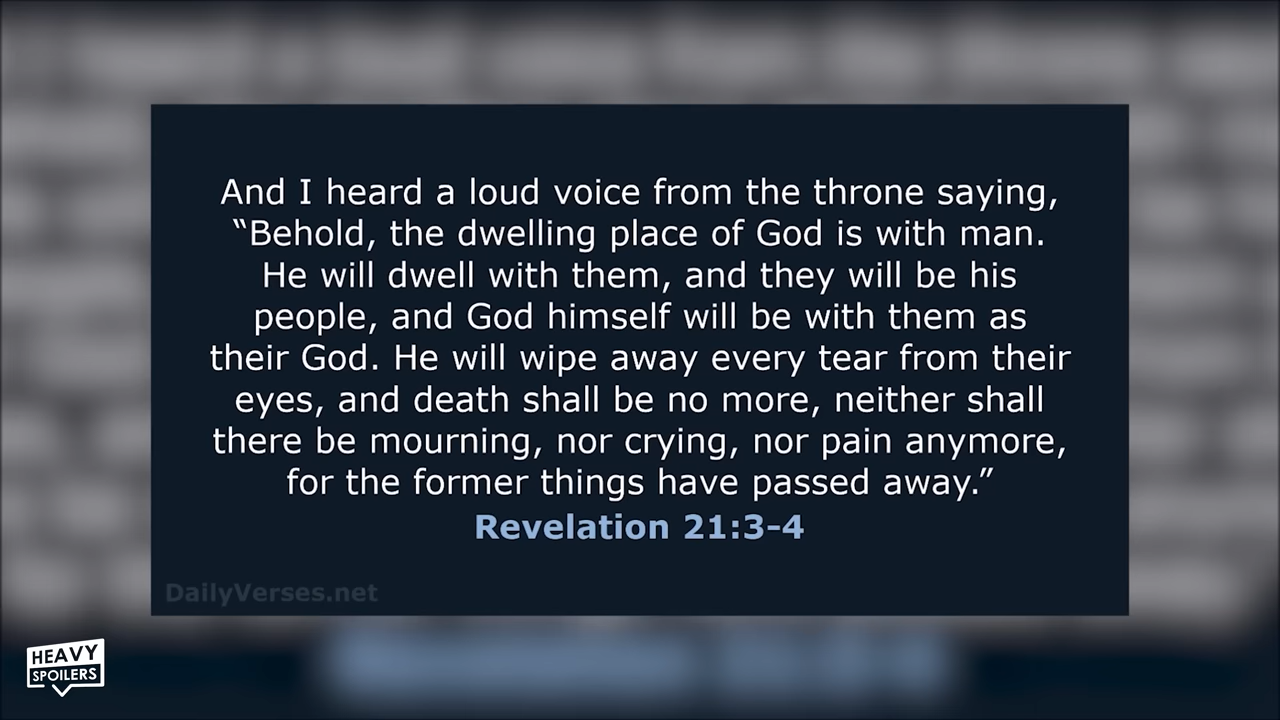 And I heard a loud voice from the throne saying,
“Behold, the dwelling place of God is with man.
He will dwell with them, and they will be his
people, and God himself will be with them as
their God. He will wipe away every tear from their
eyes, and death shall be no more, neither shall
there be mourning, nor crying, nor pain anymore,
for the former things have passed away.”
Revelation 21:3-4
DailyVerses.net
HEAVY
SPOILERS